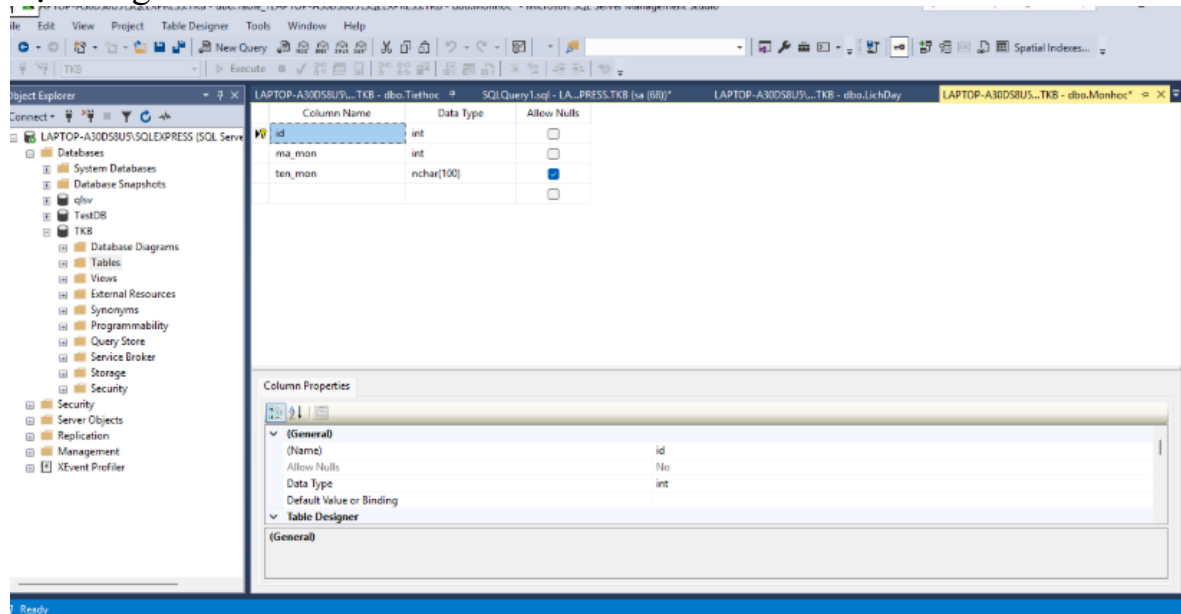 File Edit View Project Table Designer Tools Window Help
New Query Spatial Indexes...
TKB Execute
Object Explorer
LAPTOP-A30DS8U5\...TKB - dbo.Tiethoc SQLQuery1.sql - LA...PRESS.TKB (sa (68))* LAPTOP-A30DS8U5\...TKB - dbo.LichDay LAPTOP-A30DS8U5...TKB - dbo.Monhoc*
Connect
LAPTOP-A30DS8U5\SQLEXPRESS (SQL Serve
Databases
System Databases
Database Snapshots
qlsv
TestDB
TKB
Database Diagrams
Tables
Views
External Resources
Synonyms
Programmability
Query Store
Service Broker
Storage
Security
Security
Server Objects
Replication
Management
XEvent Profiler
Column Name Data Type Allow Nulls
id int
ma_mon int
ten_mon nchar(100)
Column Properties
(General)
(Name) id
Allow Nulls No
Data Type int
Default Value or Binding
Table Designer
(General)
Ready